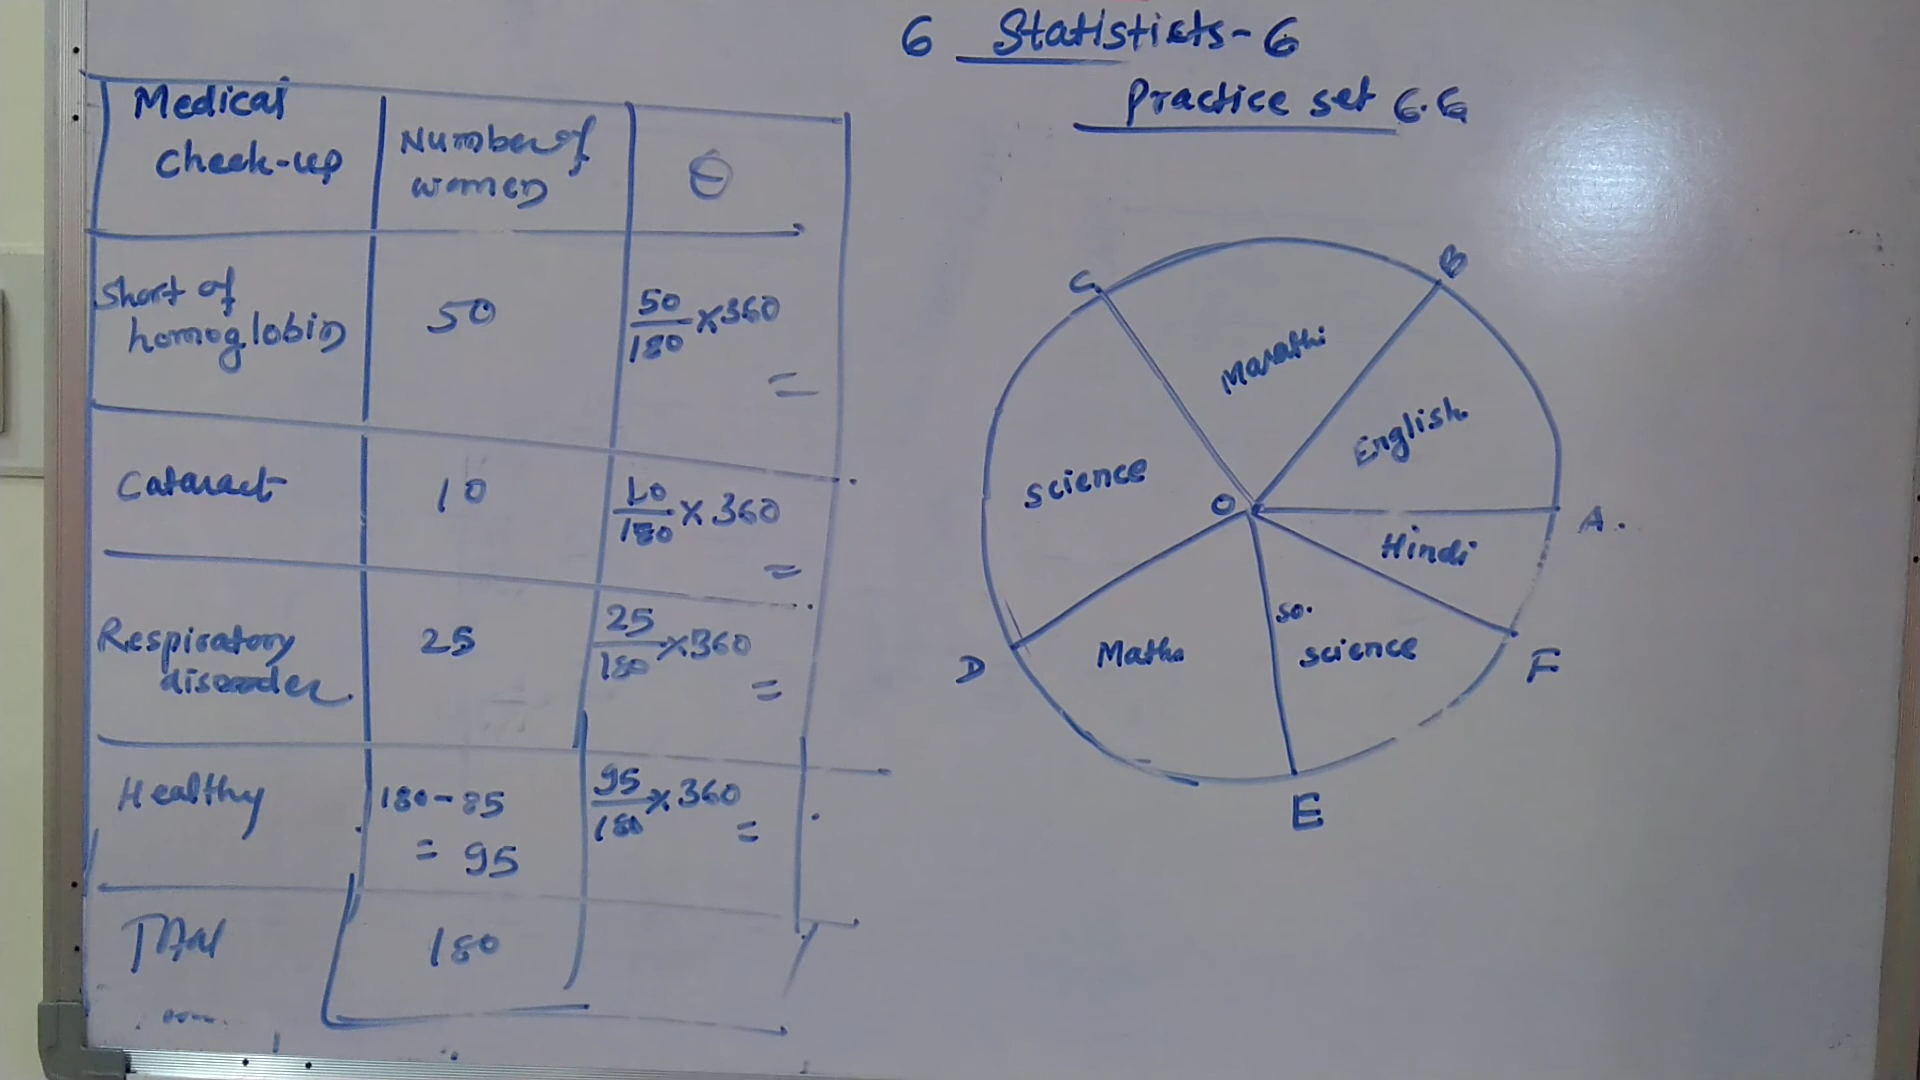 6 Statisticts-6
Practice set 6.6
Medical
Check-up
Number of
women
θ
Short of
homoglobin
50
50/180 × 360
=
Cataract
10
10/180 × 360
=
Respiratory
disorder
25
25/180 × 360
=
Healthy
180-85
= 95
95/180 × 360
=
Total
180
C
B
Marathi
English
Science
O
A.
Hindi
so.
science
Maths
D
F
E